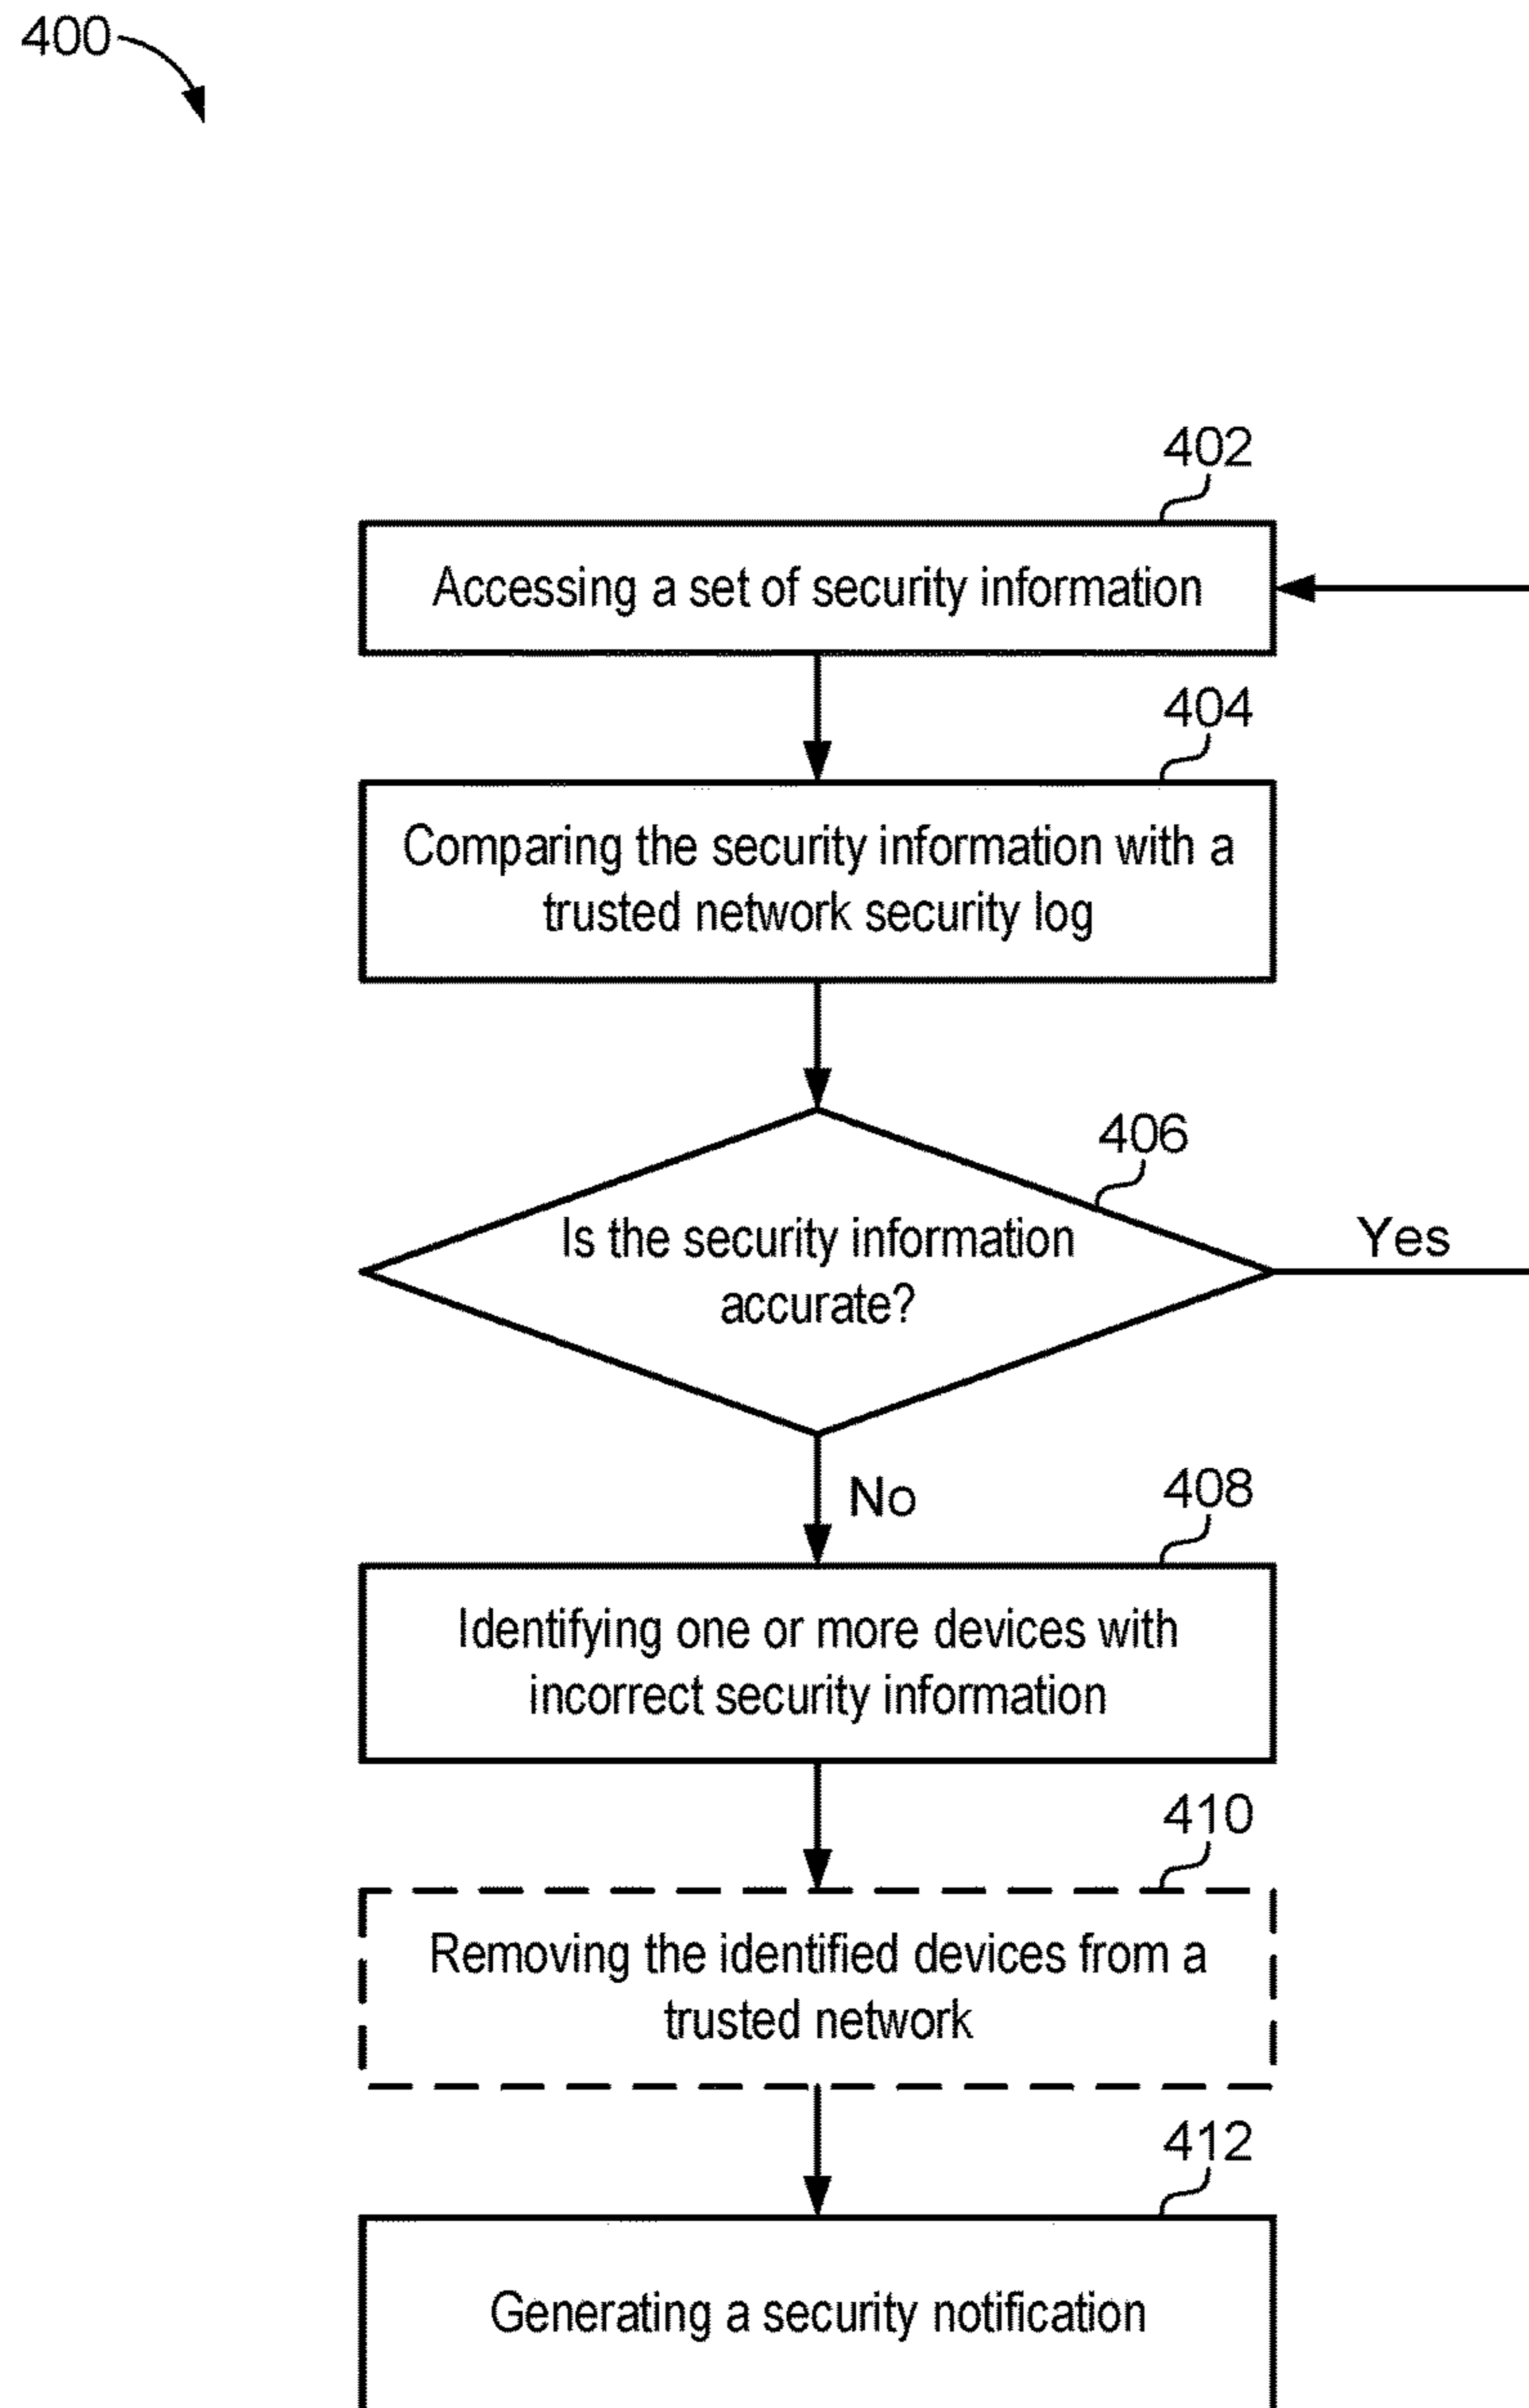 400
402
Accessing a set of security information
404
Comparing the security information with a
trusted network security log
406
Is the security information
accurate?
Yes
No
408
Identifying one or more devices with
incorrect security information
410
Removing the identified devices from a
trusted network
412
Generating a security notification